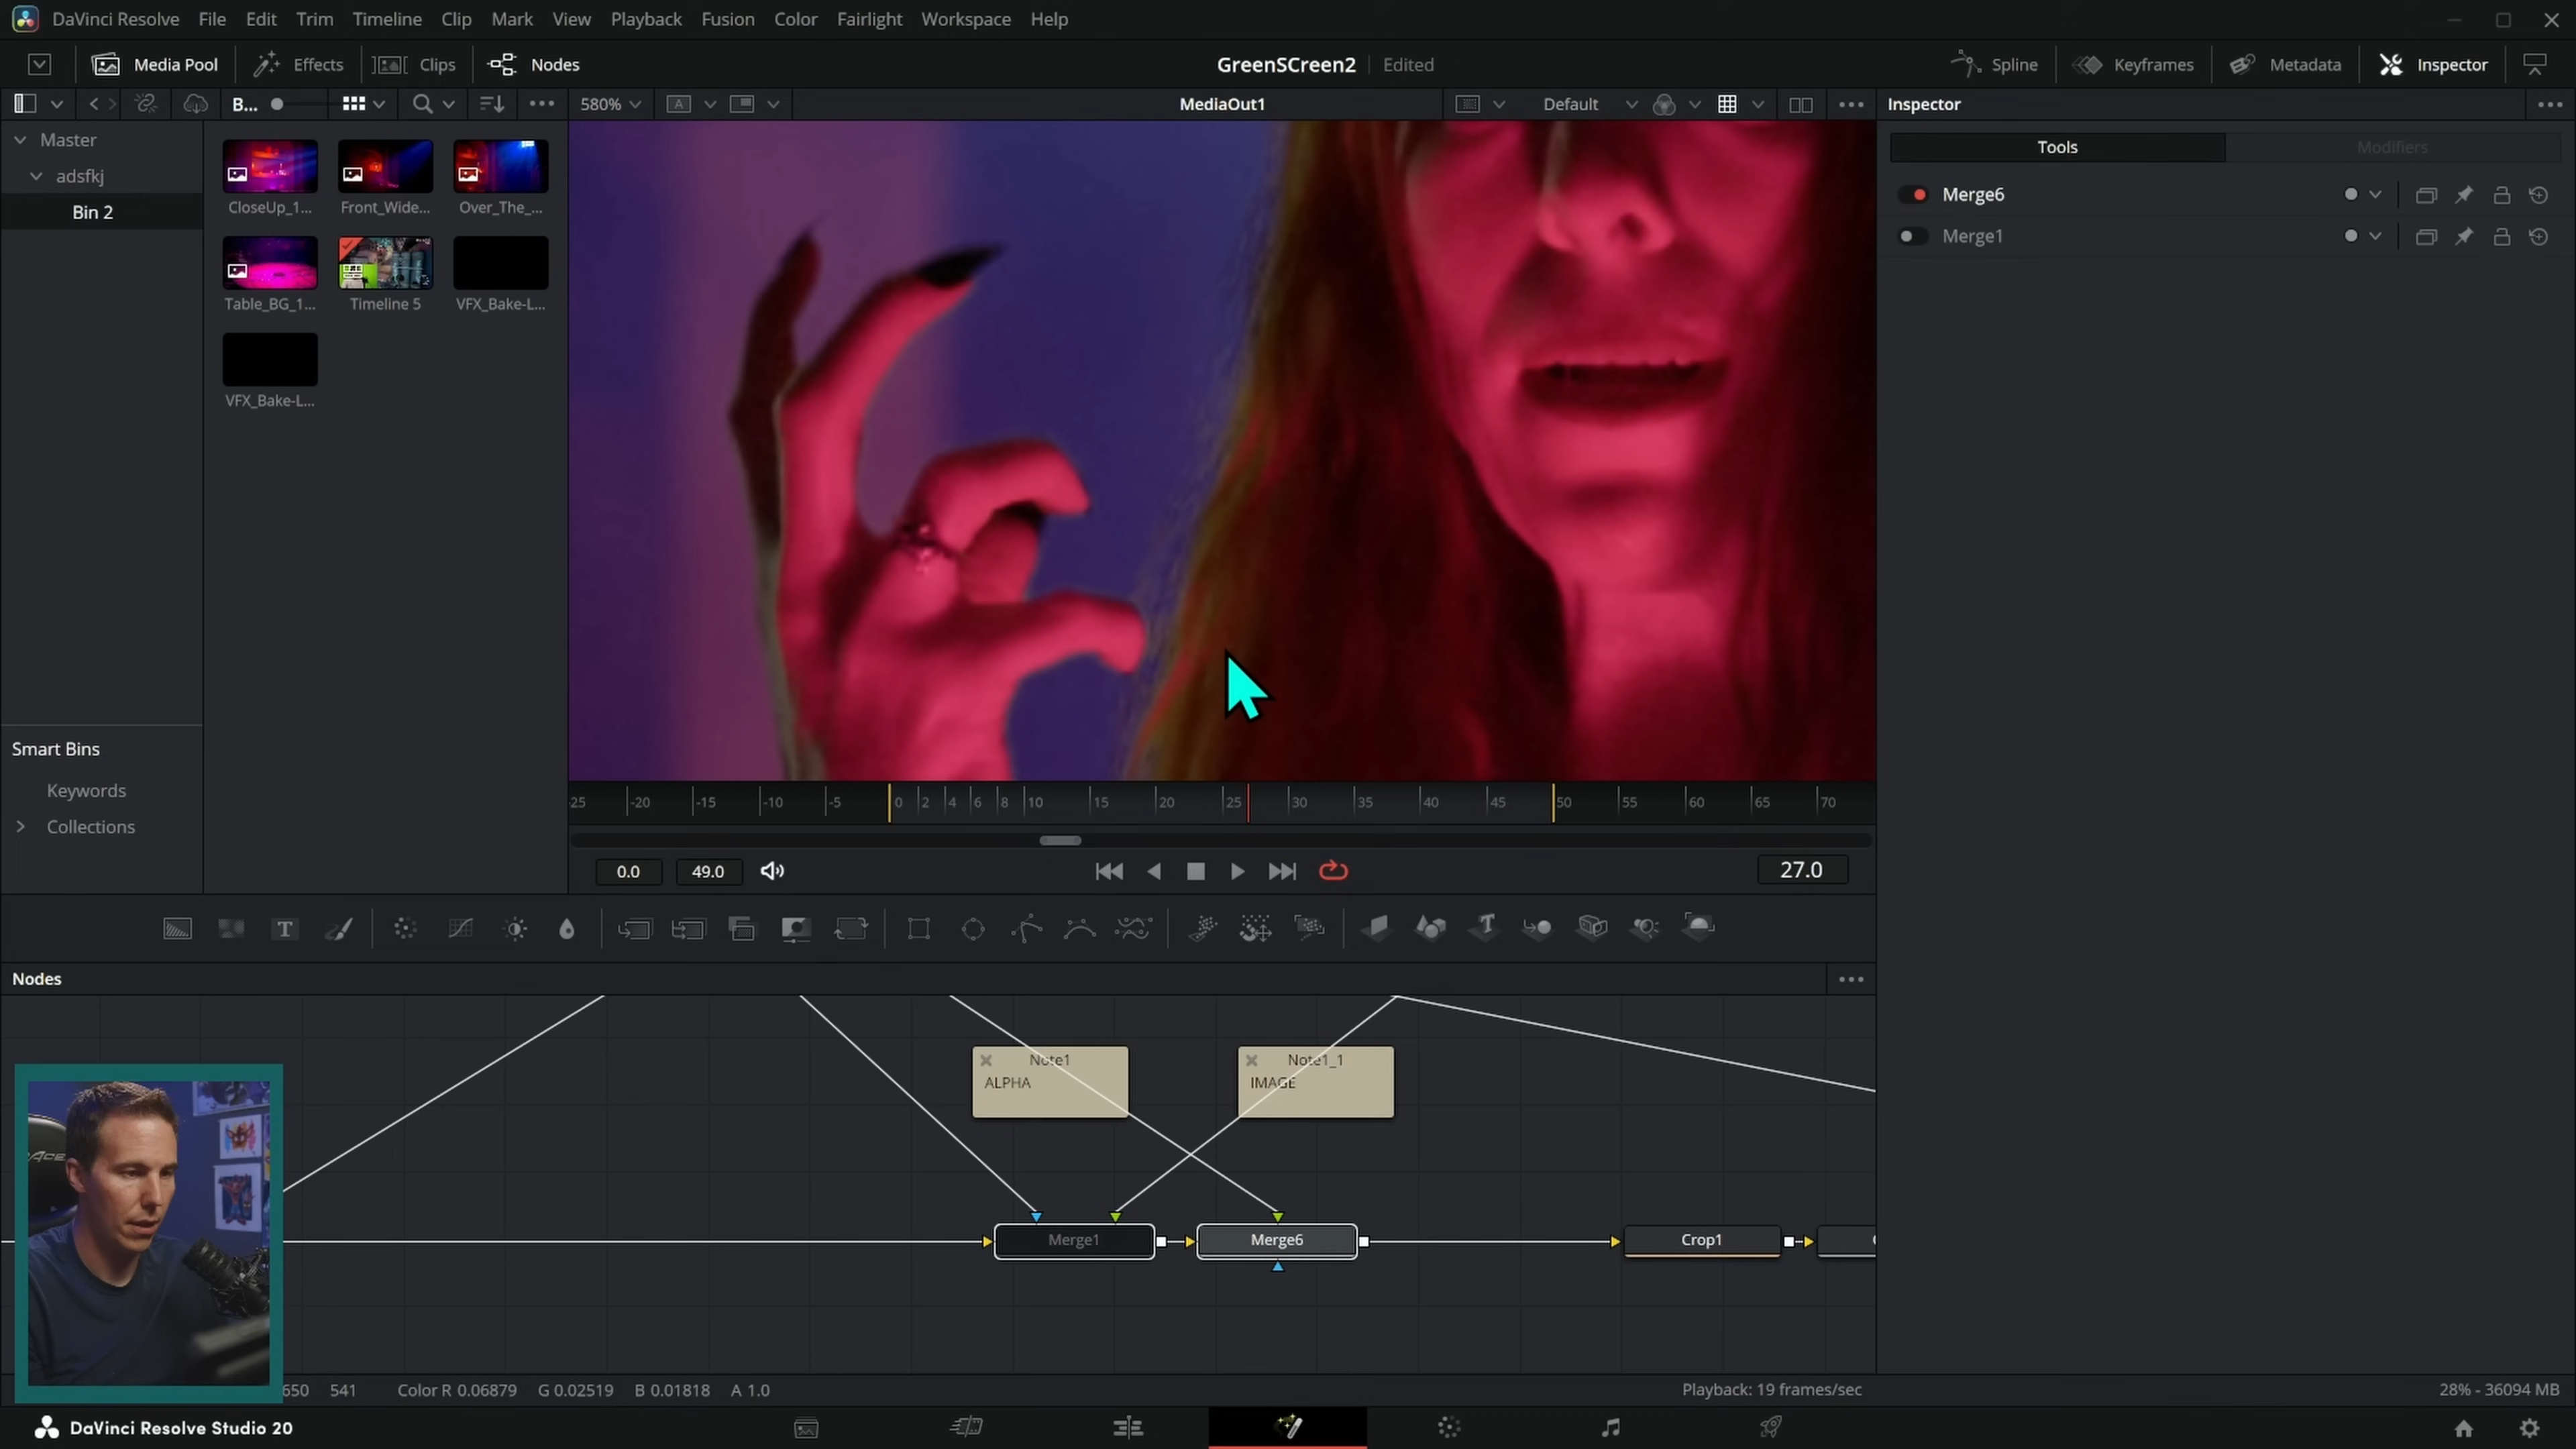 DaVinci Resolve File Edit Trim Timeline Clip Mark View Playback Fusion Color Fairlight Workspace Help
Media Pool Effects Clips Nodes GreenSCreen2 Edited Spline Keyframes Metadata Inspector
B... 580% A MediaOut1 Default Inspector
Master
adsfkj
Bin 2
CloseUp_1... Front_Wide... Over_The_...
Table_BG_1... Timeline 5 VFX_Bake-L...
VFX_Bake-L...
Tools Modifiers
Merge6
Merge1
Smart Bins
Keywords
Collections
-25 -20 -15 -10 -5 0 2 4 6 8 10 15 20 25 30 35 40 45 50 55 60 65 70
0.0 49.0 27.0
T T
Nodes
Note1
ALPHA
Note1_1
IMAGE
Merge1 Merge6 Crop1
650 541 Color R 0.06879 G 0.02519 B 0.01818 A 1.0 Playback: 19 frames/sec 28% - 36094 MB
DaVinci Resolve Studio 20